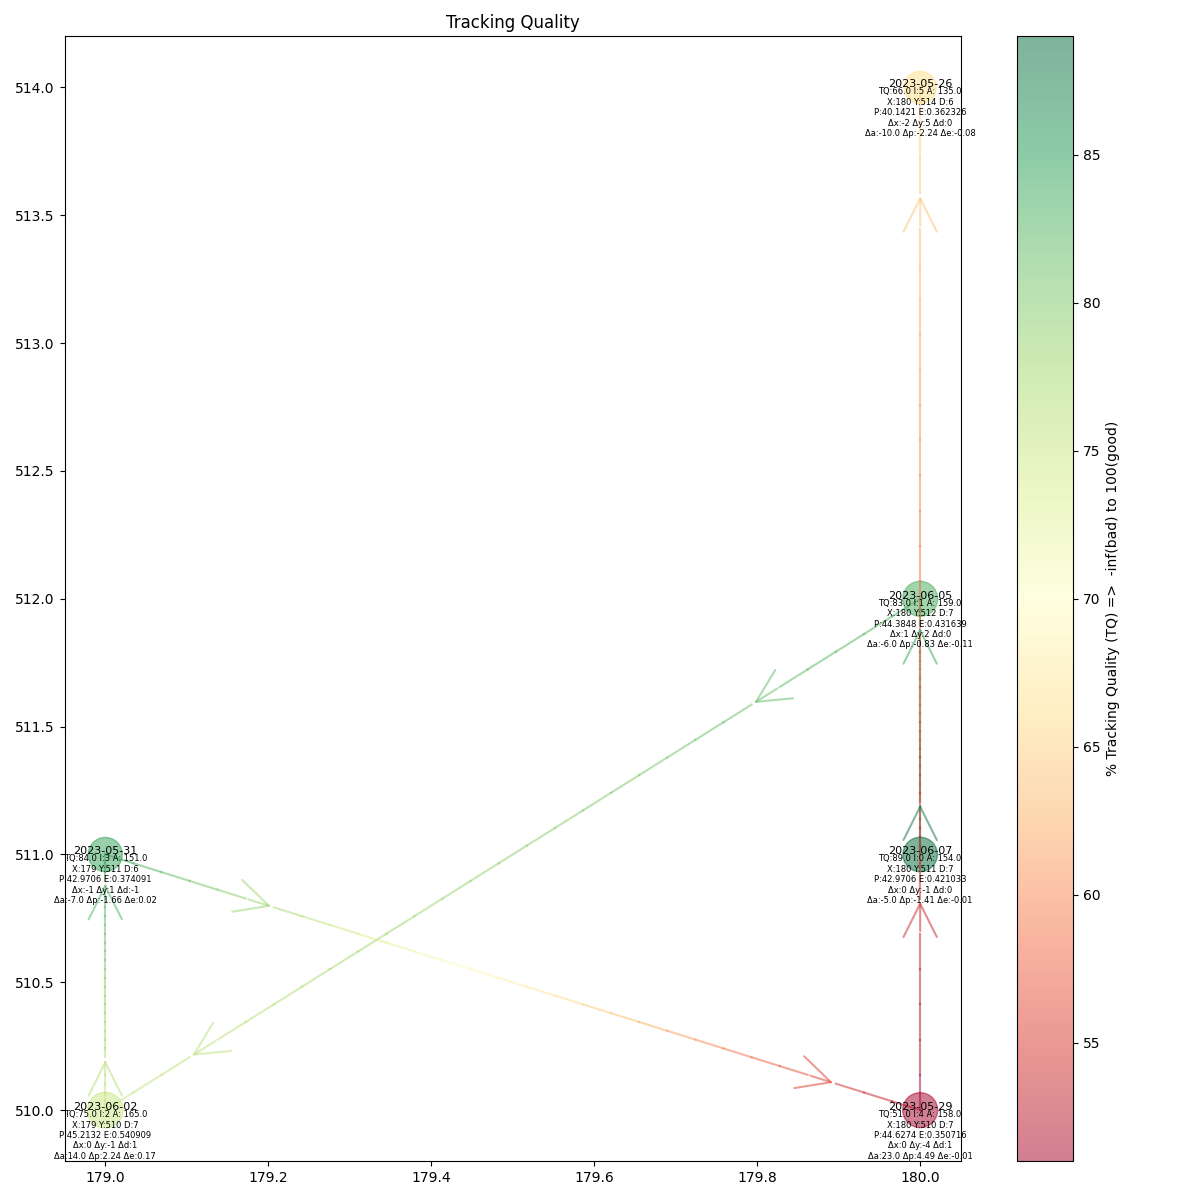 Tracking Quality
514.0
513.5
513.0
512.5
512.0
511.5
511.0
510.5
510.0
2023-05-26
TQ:66.0 I:5 A: 135.0
X:180 Y:514 D:6
P:40.1421 E:0.362326
Δx:-2 Δy:5 Δd:0
Δa:-10.0 Δp:-2.24 Δe:-0.08
2023-06-05
TQ:83.0 I:1 A: 159.0
X:180 Y:512 D:7
P:44.3848 E:0.431639
Δx:1 Δy:2 Δd:0
Δa:-6.0 Δp:-0.83 Δe:-0.11
2023-05-31
TQ:84.0 I:3 A: 151.0
X:179 Y:511 D:6
P:42.9706 E:0.374091
Δx:-1 Δy:1 Δd:-1
Δa:-7.0 Δp:-1.66 Δe:0.02
2023-06-07
TQ:89.0 I:0 A: 154.0
X:180 Y:511 D:7
P:42.9706 E:0.421033
Δx:0 Δy:-1 Δd:0
Δa:-5.0 Δp:-1.41 Δe:-0.01
2023-06-02
TQ:75.0 I:2 A: 165.0
X:179 Y:510 D:7
P:45.2132 E:0.540909
Δx:0 Δy:-1 Δd:1
Δa:14.0 Δp:2.24 Δe:0.17
2023-05-29
TQ:51.0 I:4 A: 158.0
X:180 Y:510 D:7
P:44.6274 E:0.350716
Δx:0 Δy:-4 Δd:1
Δa:23.0 Δp:4.49 Δe:-0.01
179.0
179.2
179.4
179.6
179.8
180.0
85
80
75
70
65
60
55
% Tracking Quality (TQ) => -inf(bad) to 100(good)